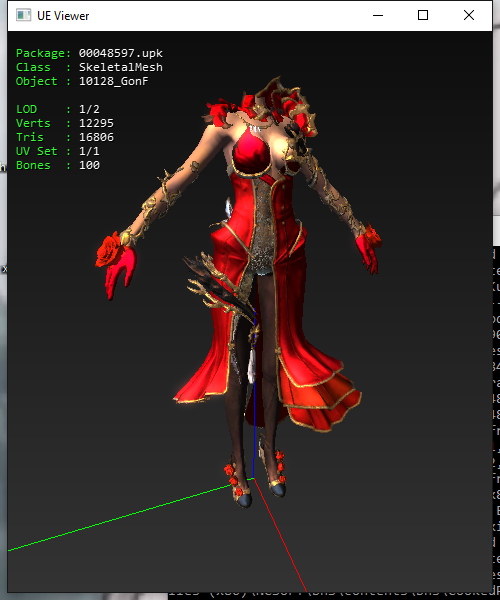 UE Viewer
Package: 00048597.upk
Class : SkeletalMesh
Object : 10128_GonF
LOD : 1/2
Verts : 12295
Tris : 16806
UV Set : 1/1
Bones : 100